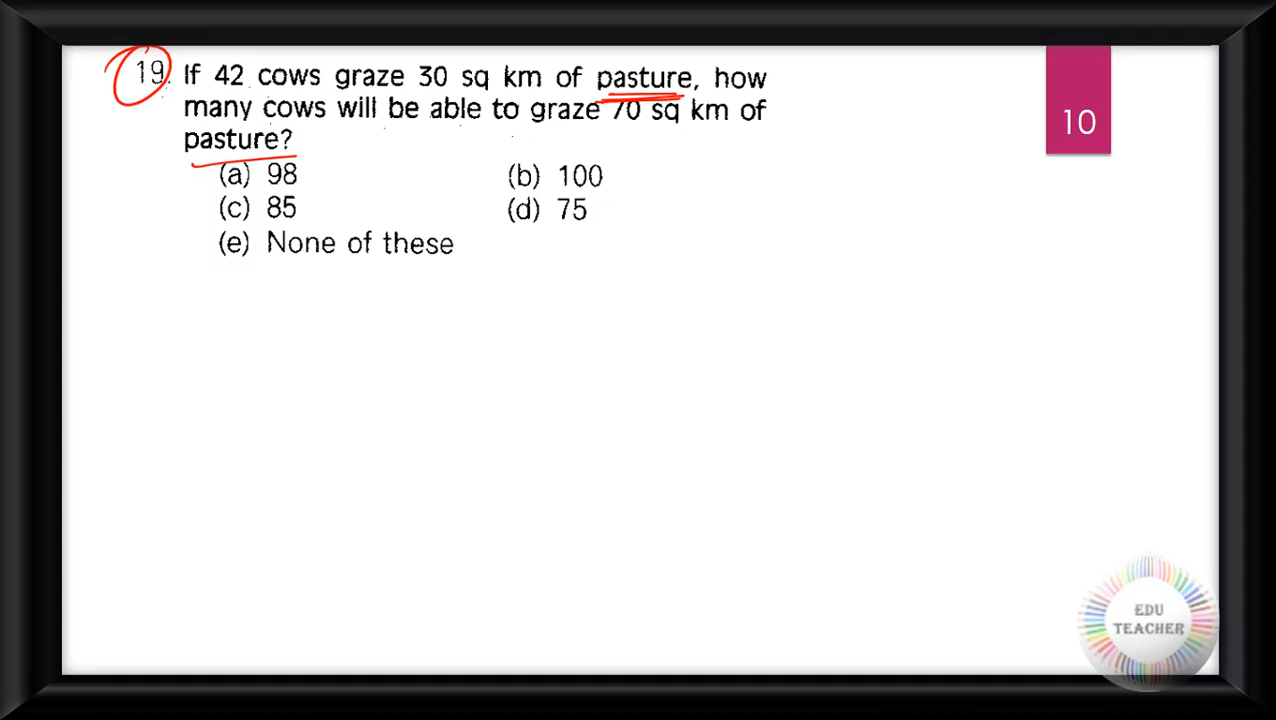 19. If 42 cows graze 30 sq km of pasture, how
many cows will be able to graze 70 sq km of
pasture?
(a) 98 (b) 100
(c) 85 (d) 75
(e) None of these
10
EDU
TEACHER